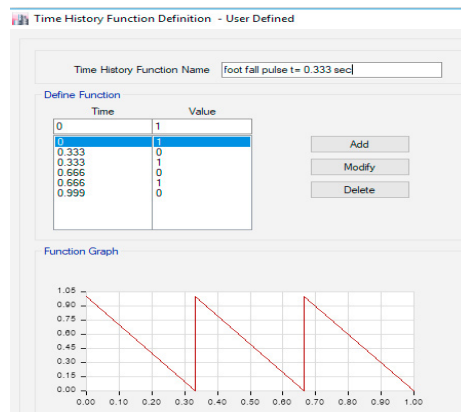 Time History Function Definition - User Defined
Time History Function Name foot fall pulse t= 0.333 sec
Define Function
Time Value
0 1
0 1
0.333 0
0.333 1
0.666 0
0.666 1
0.999 0
Add
Modify
Delete
Function Graph
1.05
0.90
0.75
0.60
0.45
0.30
0.15
0.00
0.00 0.10 0.20 0.30 0.40 0.50 0.60 0.70 0.80 0.90 1.00